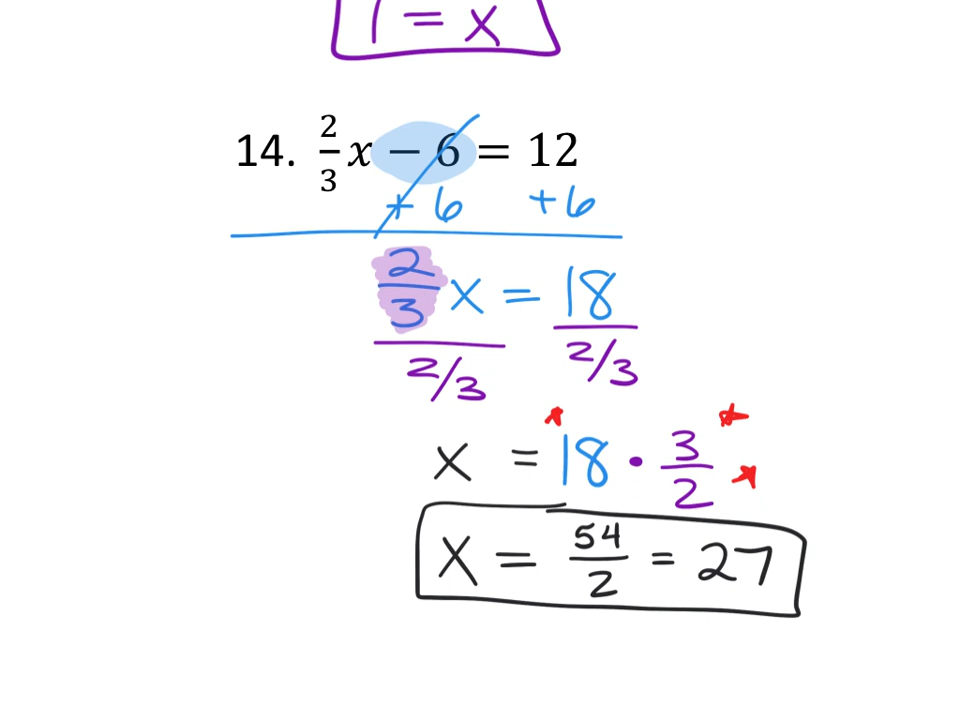 1 = x
14. 2/3 x − 6 = 12
+ 6 + 6
2/3 x = 18
2/3 2/3
x = 18 · 3/2
x = 54/2 = 27